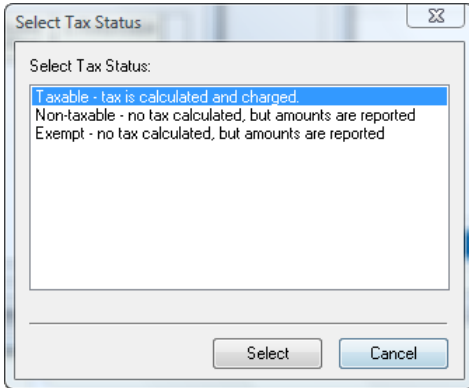 Select Tax Status
Select Tax Status:
Taxable - tax is calculated and charged.
Non-taxable - no tax calculated, but amounts are reported
Exempt - no tax calculated, but amounts are reported
Select
Cancel